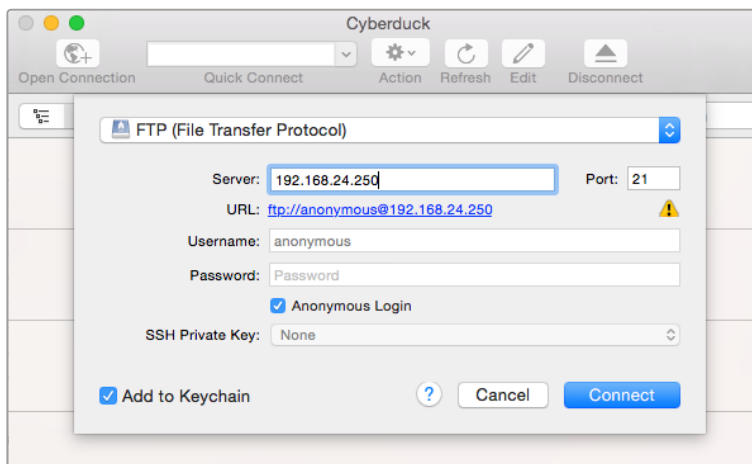 Cyberduck
Open Connection Quick Connect Action Refresh Edit Disconnect
FTP (File Transfer Protocol)
Server: 192.168.24.250 Port: 21
URL: ftp://anonymous@192.168.24.250
Username: anonymous
Password: Password
Anonymous Login
SSH Private Key: None
Add to Keychain ? Cancel Connect